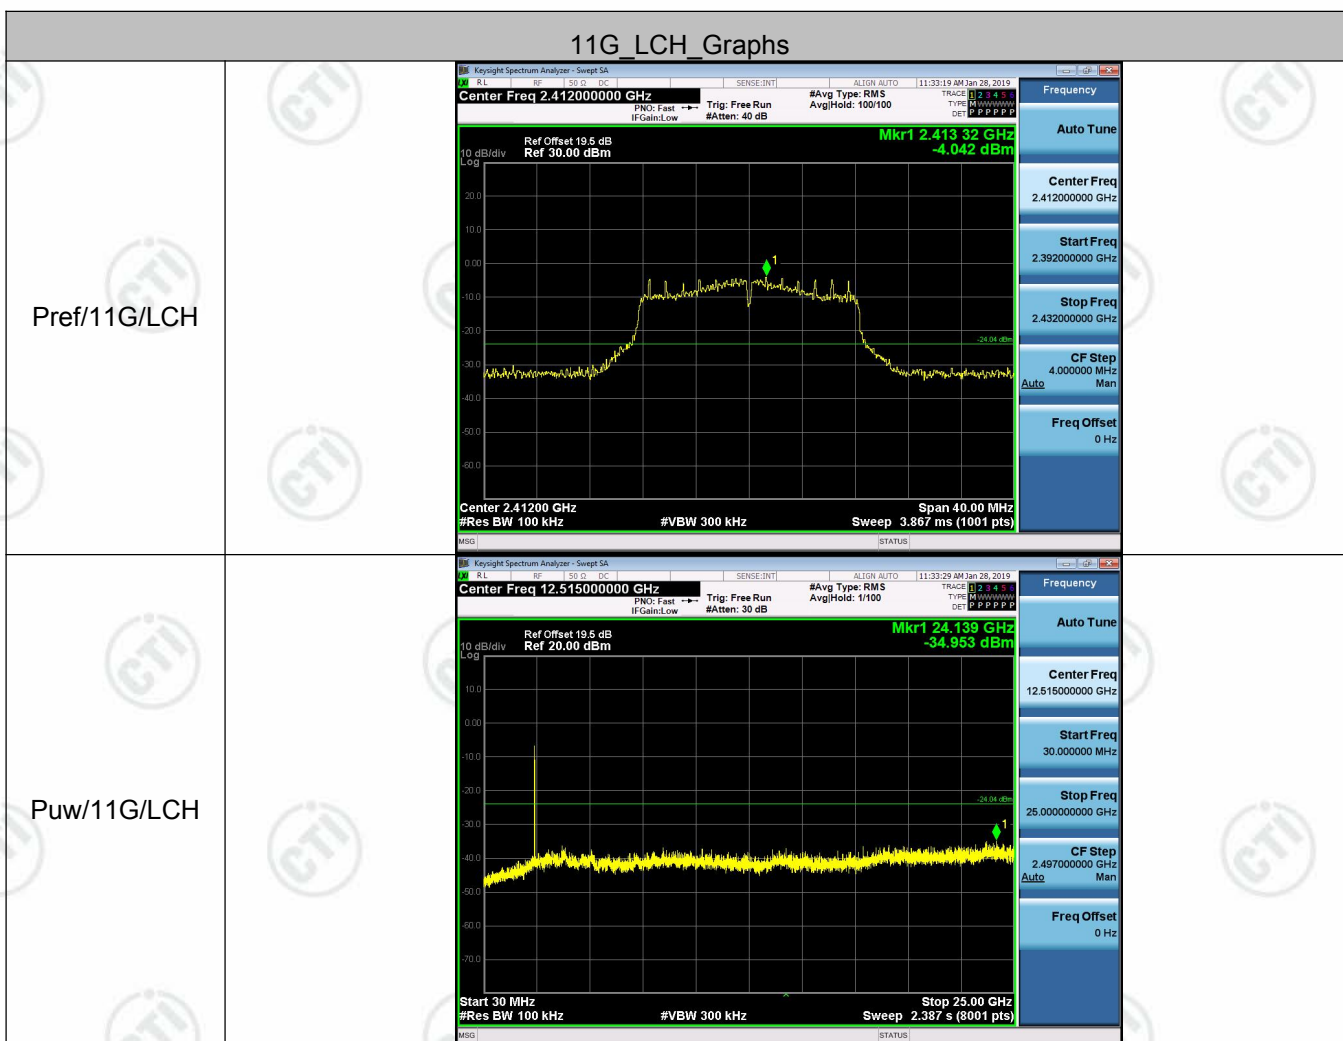 11G_LCH_Graphs
Pref/11G/LCH
Keysight Spectrum Analyzer - Swept SA
RL RF 50 Ω DC SENSE:INT ALIGN AUTO 11:33:19 AM Jan 28, 2019
Center Freq 2.412000000 GHz
PNO: Fast
IFGain:Low
Trig: Free Run
#Atten: 40 dB
#Avg Type: RMS
Avg|Hold: 100/100
TRACE 1 2 3 4 5 6
TYPE M WWWWW
DET P P P P P P
Ref Offset 19.5 dB
Ref 30.00 dBm
10 dB/div
Log
Mkr1 2.413 32 GHz
-4.042 dBm
20.0
10.0
0.00
-10.0
-20.0
-30.0
-40.0
-50.0
-60.0
1
-24.04 dBm
Center 2.41200 GHz
Span 40.00 MHz
#Res BW 100 kHz
#VBW 300 kHz
Sweep 3.867 ms (1001 pts)
MSG
STATUS
Frequency
Auto Tune
Center Freq
2.412000000 GHz
Start Freq
2.392000000 GHz
Stop Freq
2.432000000 GHz
CF Step
4.000000 MHz
Auto Man
Freq Offset
0 Hz
Puw/11G/LCH
Keysight Spectrum Analyzer - Swept SA
RL RF 50 Ω DC SENSE:INT ALIGN AUTO 11:33:29 AM Jan 28, 2019
Center Freq 12.515000000 GHz
PNO: Fast
IFGain:Low
Trig: Free Run
#Atten: 30 dB
#Avg Type: RMS
Avg|Hold: 1/100
TRACE 1 2 3 4 5 6
TYPE M WWWWW
DET P P P P P P
Ref Offset 19.5 dB
Ref 20.00 dBm
10 dB/div
Log
Mkr1 24.139 GHz
-34.953 dBm
10.0
0.00
-10.0
-20.0
-30.0
-40.0
-50.0
-60.0
-70.0
1
-24.04 dBm
Start 30 MHz
Stop 25.00 GHz
#Res BW 100 kHz
#VBW 300 kHz
Sweep 2.387 s (8001 pts)
MSG
STATUS
Frequency
Auto Tune
Center Freq
12.515000000 GHz
Start Freq
30.000000 MHz
Stop Freq
25.000000000 GHz
CF Step
2.497000000 GHz
Auto Man
Freq Offset
0 Hz
CTI